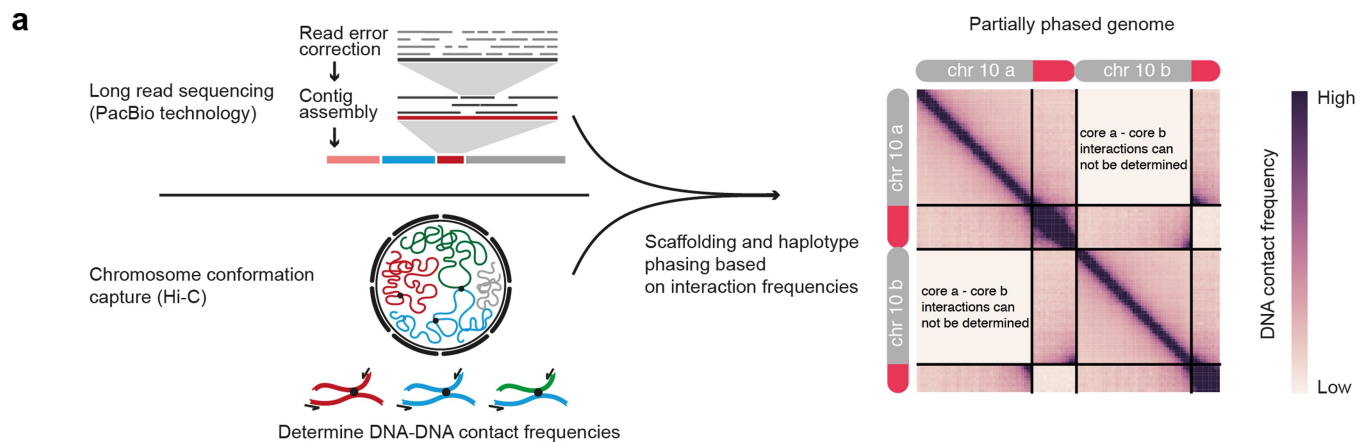 a
Read error
correction
Long read sequencing
(PacBio technology)
Contig
assembly
Chromosome conformation
capture (Hi-C)
Determine DNA-DNA contact frequencies
Scaffolding and haplotype
phasing based
on interaction frequencies
Partially phased genome
chr 10 a
chr 10 b
chr 10 a
chr 10 b
core a - core b
interactions can
not be determined
core a - core b
interactions can
not be determined
High
DNA contact frequency
Low